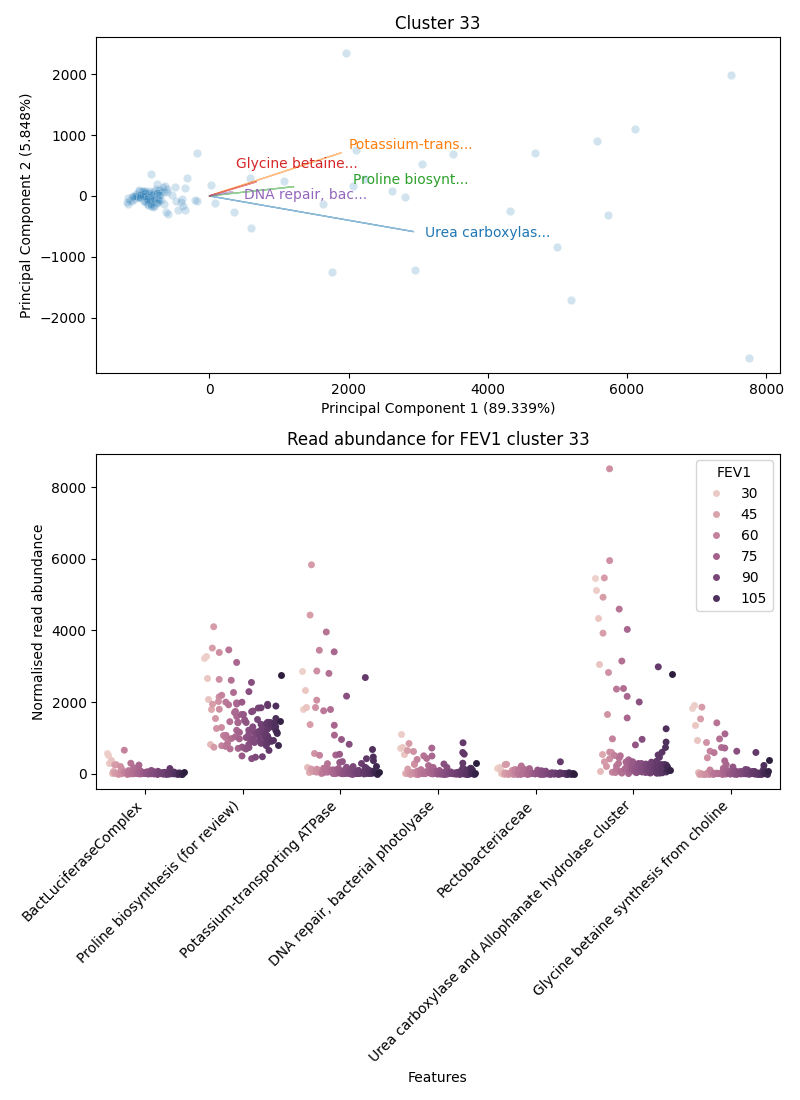 Cluster 33
Principal Component 2 (5.848%)
2000
1000
0
−1000
−2000
Potassium-trans...
Glycine betaine...
Proline biosynt...
DNA repair, bac...
Urea carboxylas...
0
2000
4000
6000
8000
Principal Component 1 (89.339%)
Read abundance for FEV1 cluster 33
Normalised read abundance
8000
6000
4000
2000
0
FEV1
30
45
60
75
90
105
BactLuciferaseComplex
Proline biosynthesis (for review)
Potassium-transporting ATPase
DNA repair, bacterial photolyase
Pectobacteriaceae
Urea carboxylase and Allophanate hydrolase cluster
Glycine betaine synthesis from choline
Features